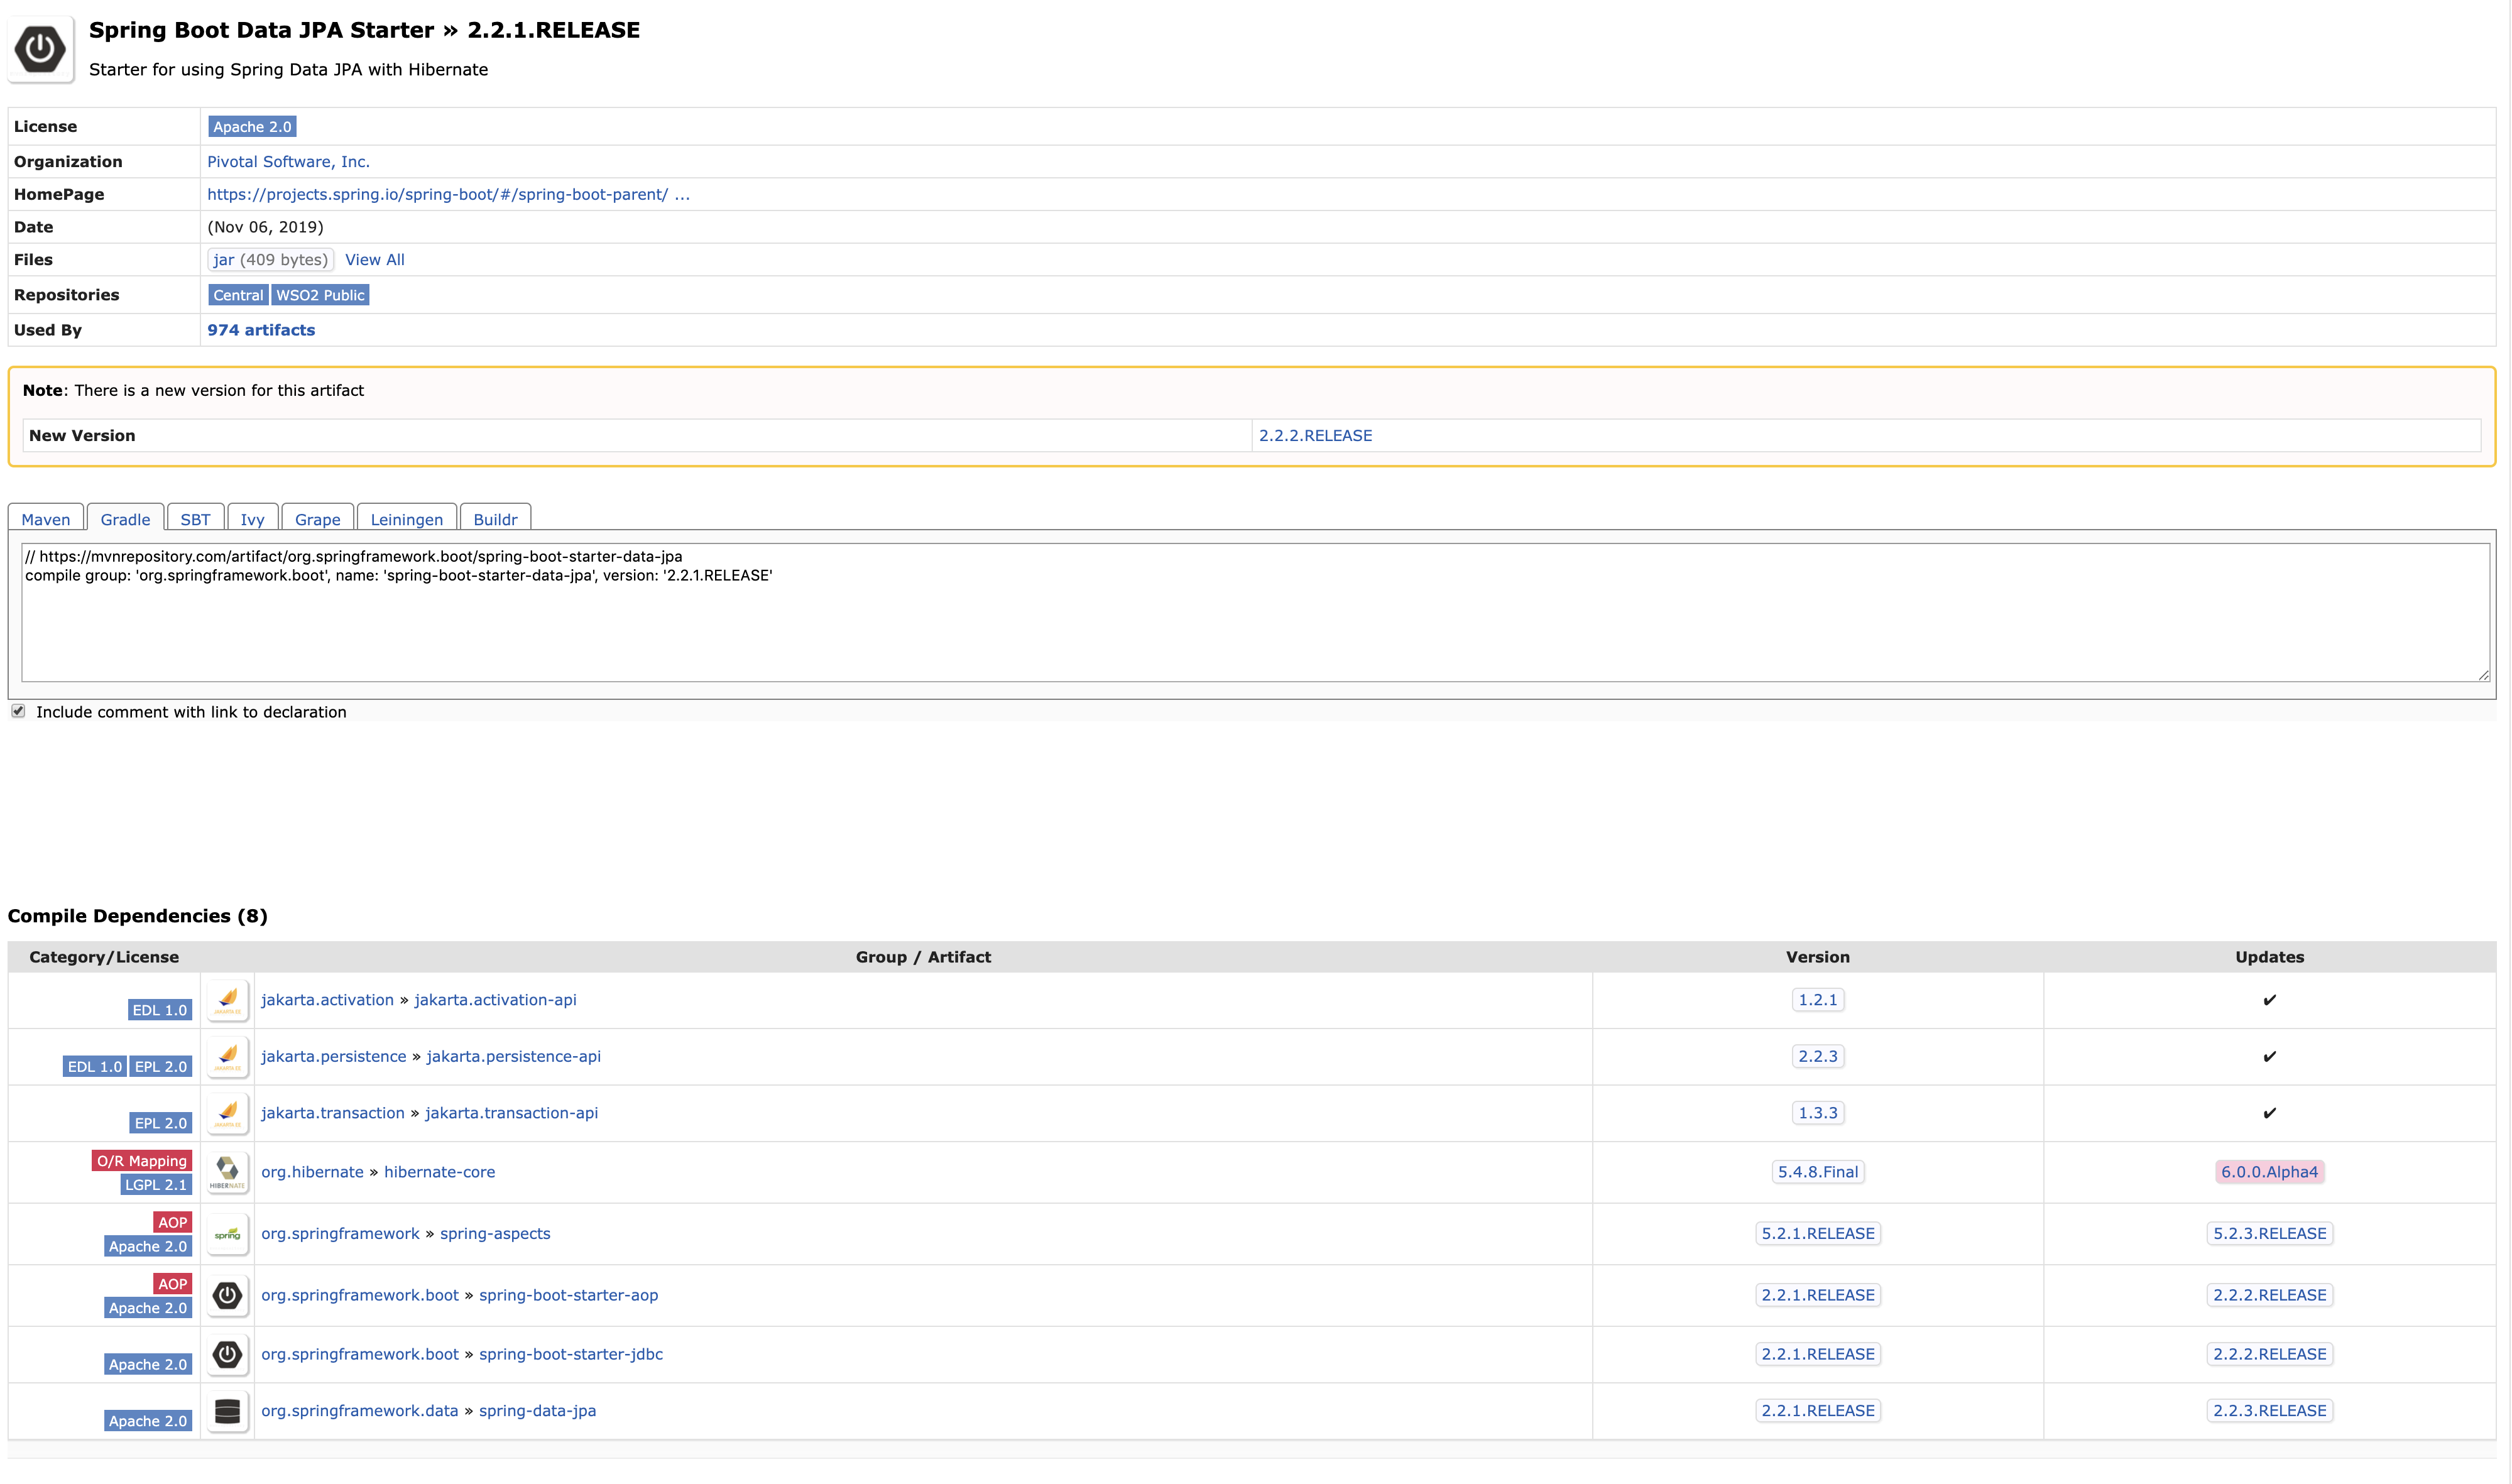 Spring Boot Data JPA Starter » 2.2.1.RELEASE
Starter for using Spring Data JPA with Hibernate
License Apache 2.0
Organization Pivotal Software, Inc.
HomePage https://projects.spring.io/spring-boot/#/spring-boot-parent/ ...
Date (Nov 06, 2019)
Files jar (409 bytes) View All
Repositories Central WSO2 Public
Used By 974 artifacts
Note: There is a new version for this artifact
New Version 2.2.2.RELEASE
Maven Gradle SBT Ivy Grape Leiningen Buildr
// https://mvnrepository.com/artifact/org.springframework.boot/spring-boot-starter-data-jpa
compile group: 'org.springframework.boot', name: 'spring-boot-starter-data-jpa', version: '2.2.1.RELEASE'
Include comment with link to declaration
Compile Dependencies (8)
Category/License Group / Artifact Version Updates
EDL 1.0 JAKARTA EE jakarta.activation » jakarta.activation-api 1.2.1 ✔
EDL 1.0 EPL 2.0 JAKARTA EE jakarta.persistence » jakarta.persistence-api 2.2.3 ✔
EPL 2.0 JAKARTA EE jakarta.transaction » jakarta.transaction-api 1.3.3 ✔
O/R Mapping
LGPL 2.1 HIBERNATE org.hibernate » hibernate-core 5.4.8.Final 6.0.0.Alpha4
AOP
Apache 2.0 spring org.springframework » spring-aspects 5.2.1.RELEASE 5.2.3.RELEASE
AOP
Apache 2.0 org.springframework.boot » spring-boot-starter-aop 2.2.1.RELEASE 2.2.2.RELEASE
Apache 2.0 org.springframework.boot » spring-boot-starter-jdbc 2.2.1.RELEASE 2.2.2.RELEASE
Apache 2.0 org.springframework.data » spring-data-jpa 2.2.1.RELEASE 2.2.3.RELEASE